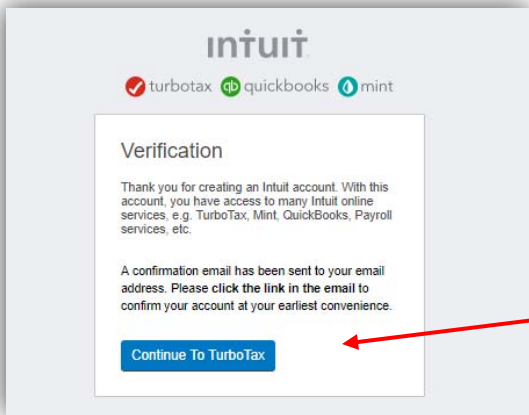 ıntuıt
turbotax quickbooks mint
Verification
Thank you for creating an Intuit account. With this
account, you have access to many Intuit online
services, e.g. TurboTax, Mint, QuickBooks, Payroll
services, etc.
A confirmation email has been sent to your email
address. Please click the link in the email to
confirm your account at your earliest convenience.
Continue To TurboTax